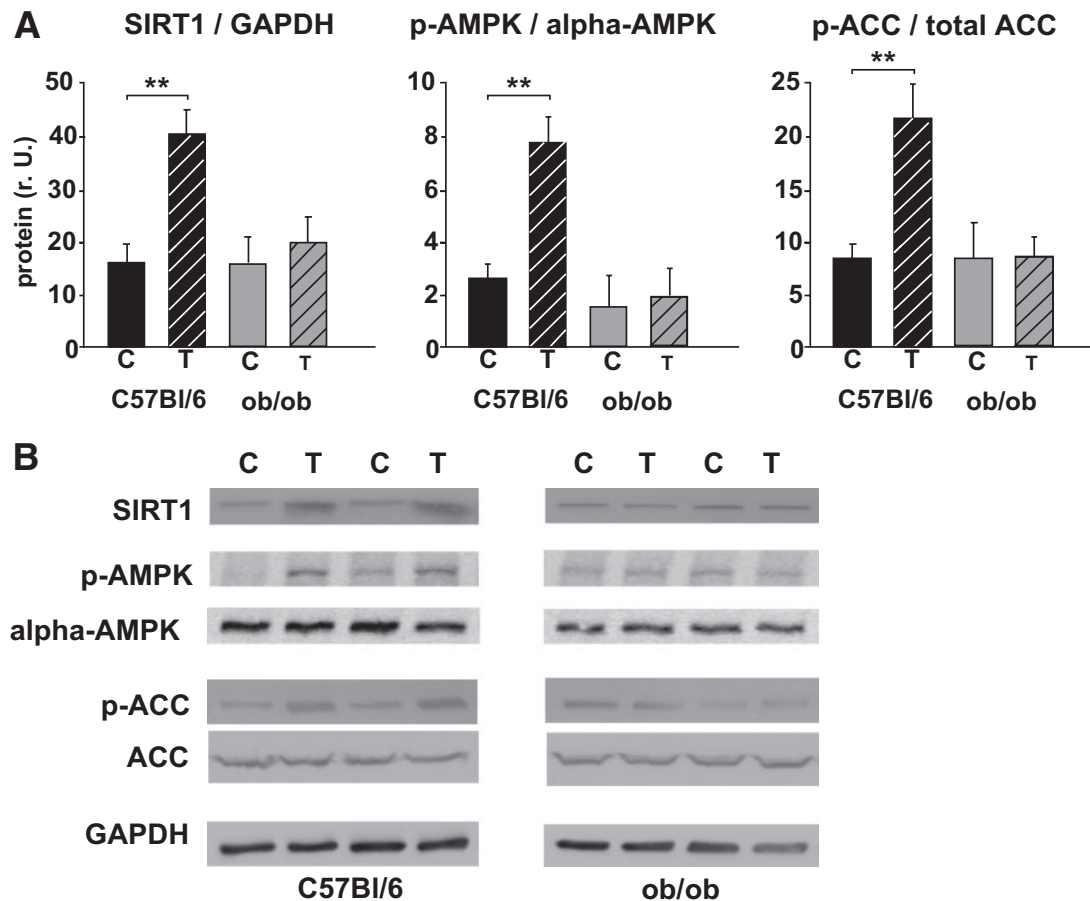 A
SIRT1 / GAPDH
p-AMPK / alpha-AMPK
p-ACC / total ACC
protein (r. U.)
50
40
30
20
10
0
**
C T C T
C57Bl/6 ob/ob
10
8
6
4
2
0
**
C T C T
C57Bl/6 ob/ob
25
20
15
10
5
0
**
C T C T
C57Bl/6 ob/ob
B
C T C T C T C T
SIRT1
p-AMPK
alpha-AMPK
p-ACC
ACC
GAPDH
C57Bl/6 ob/ob